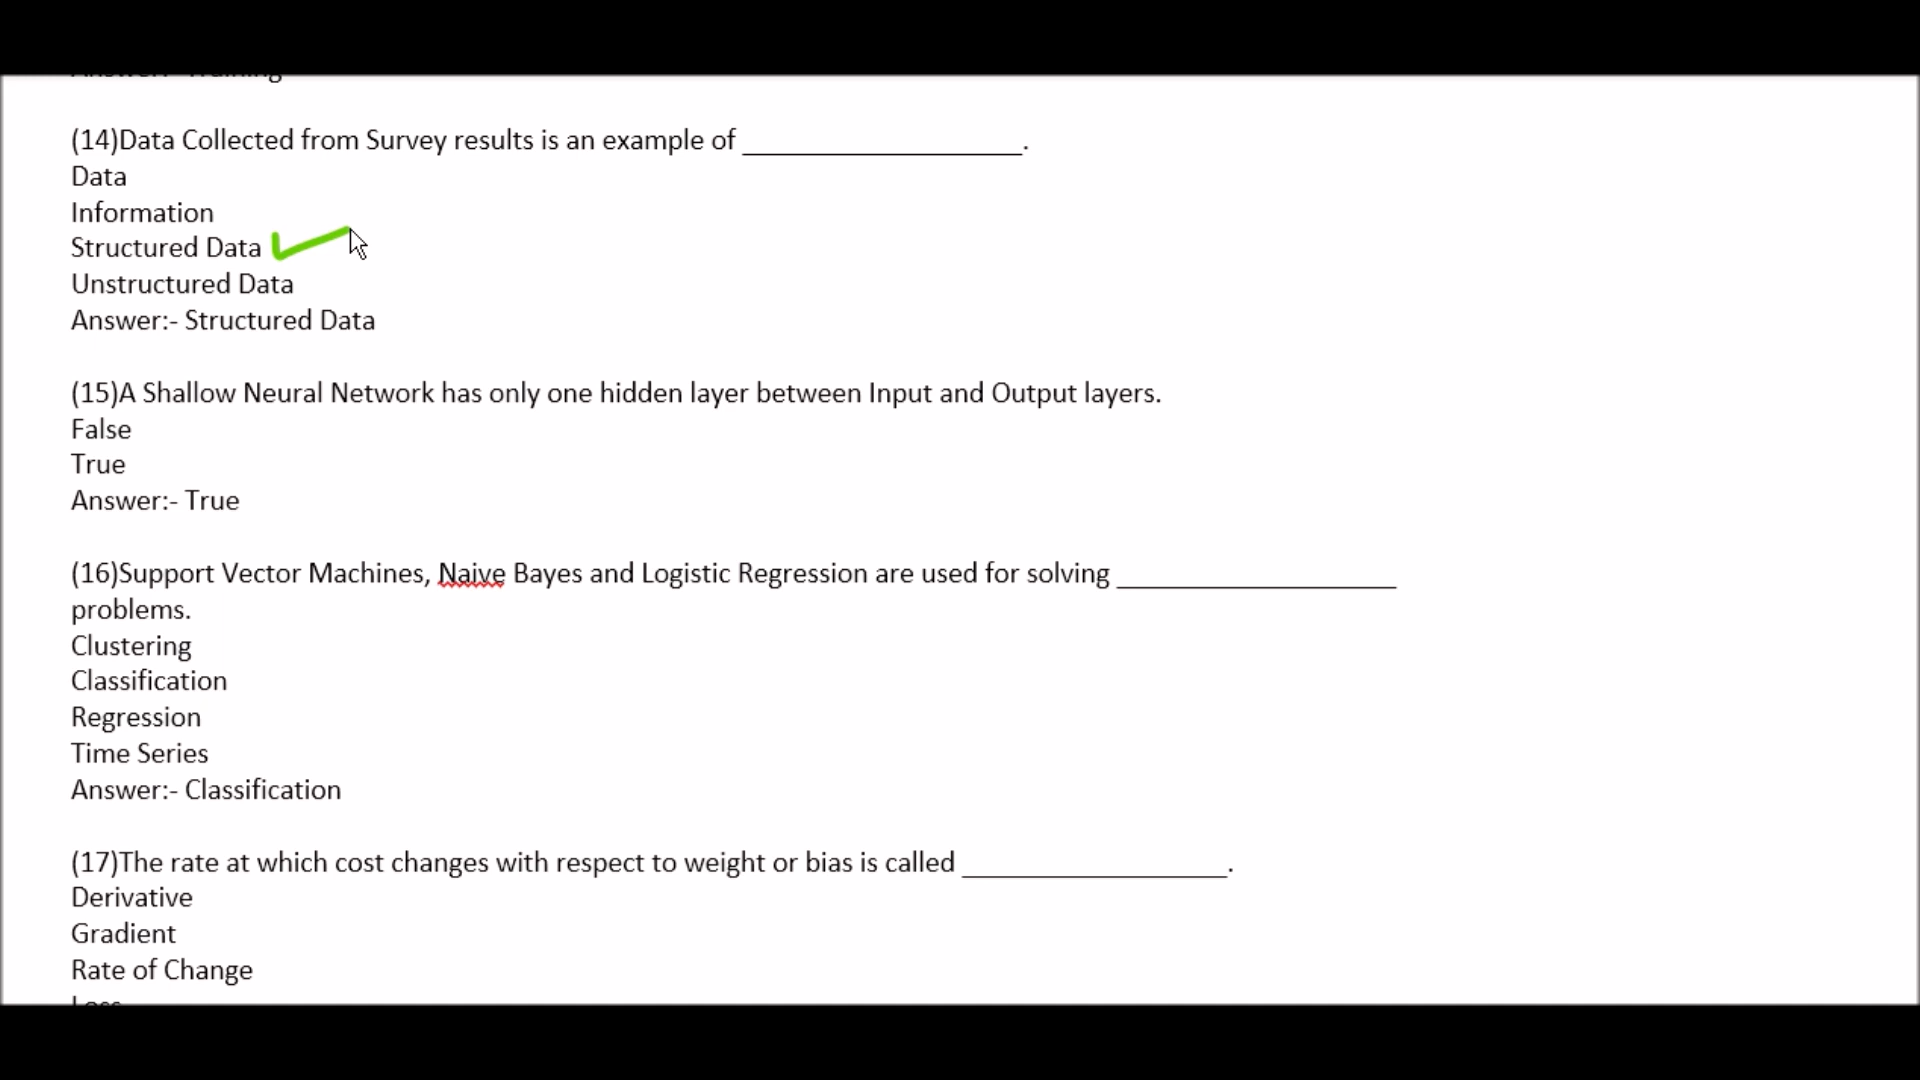 (14)Data Collected from Survey results is an example of ____________________.
Data
Information
Structured Data
Unstructured Data
Answer:- Structured Data
(15)A Shallow Neural Network has only one hidden layer between Input and Output layers.
False
True
Answer:- True
(16)Support Vector Machines, Naive Bayes and Logistic Regression are used for solving ____________________
problems.
Clustering
Classification
Regression
Time Series
Answer:- Classification
(17)The rate at which cost changes with respect to weight or bias is called ___________________.
Derivative
Gradient
Rate of Change